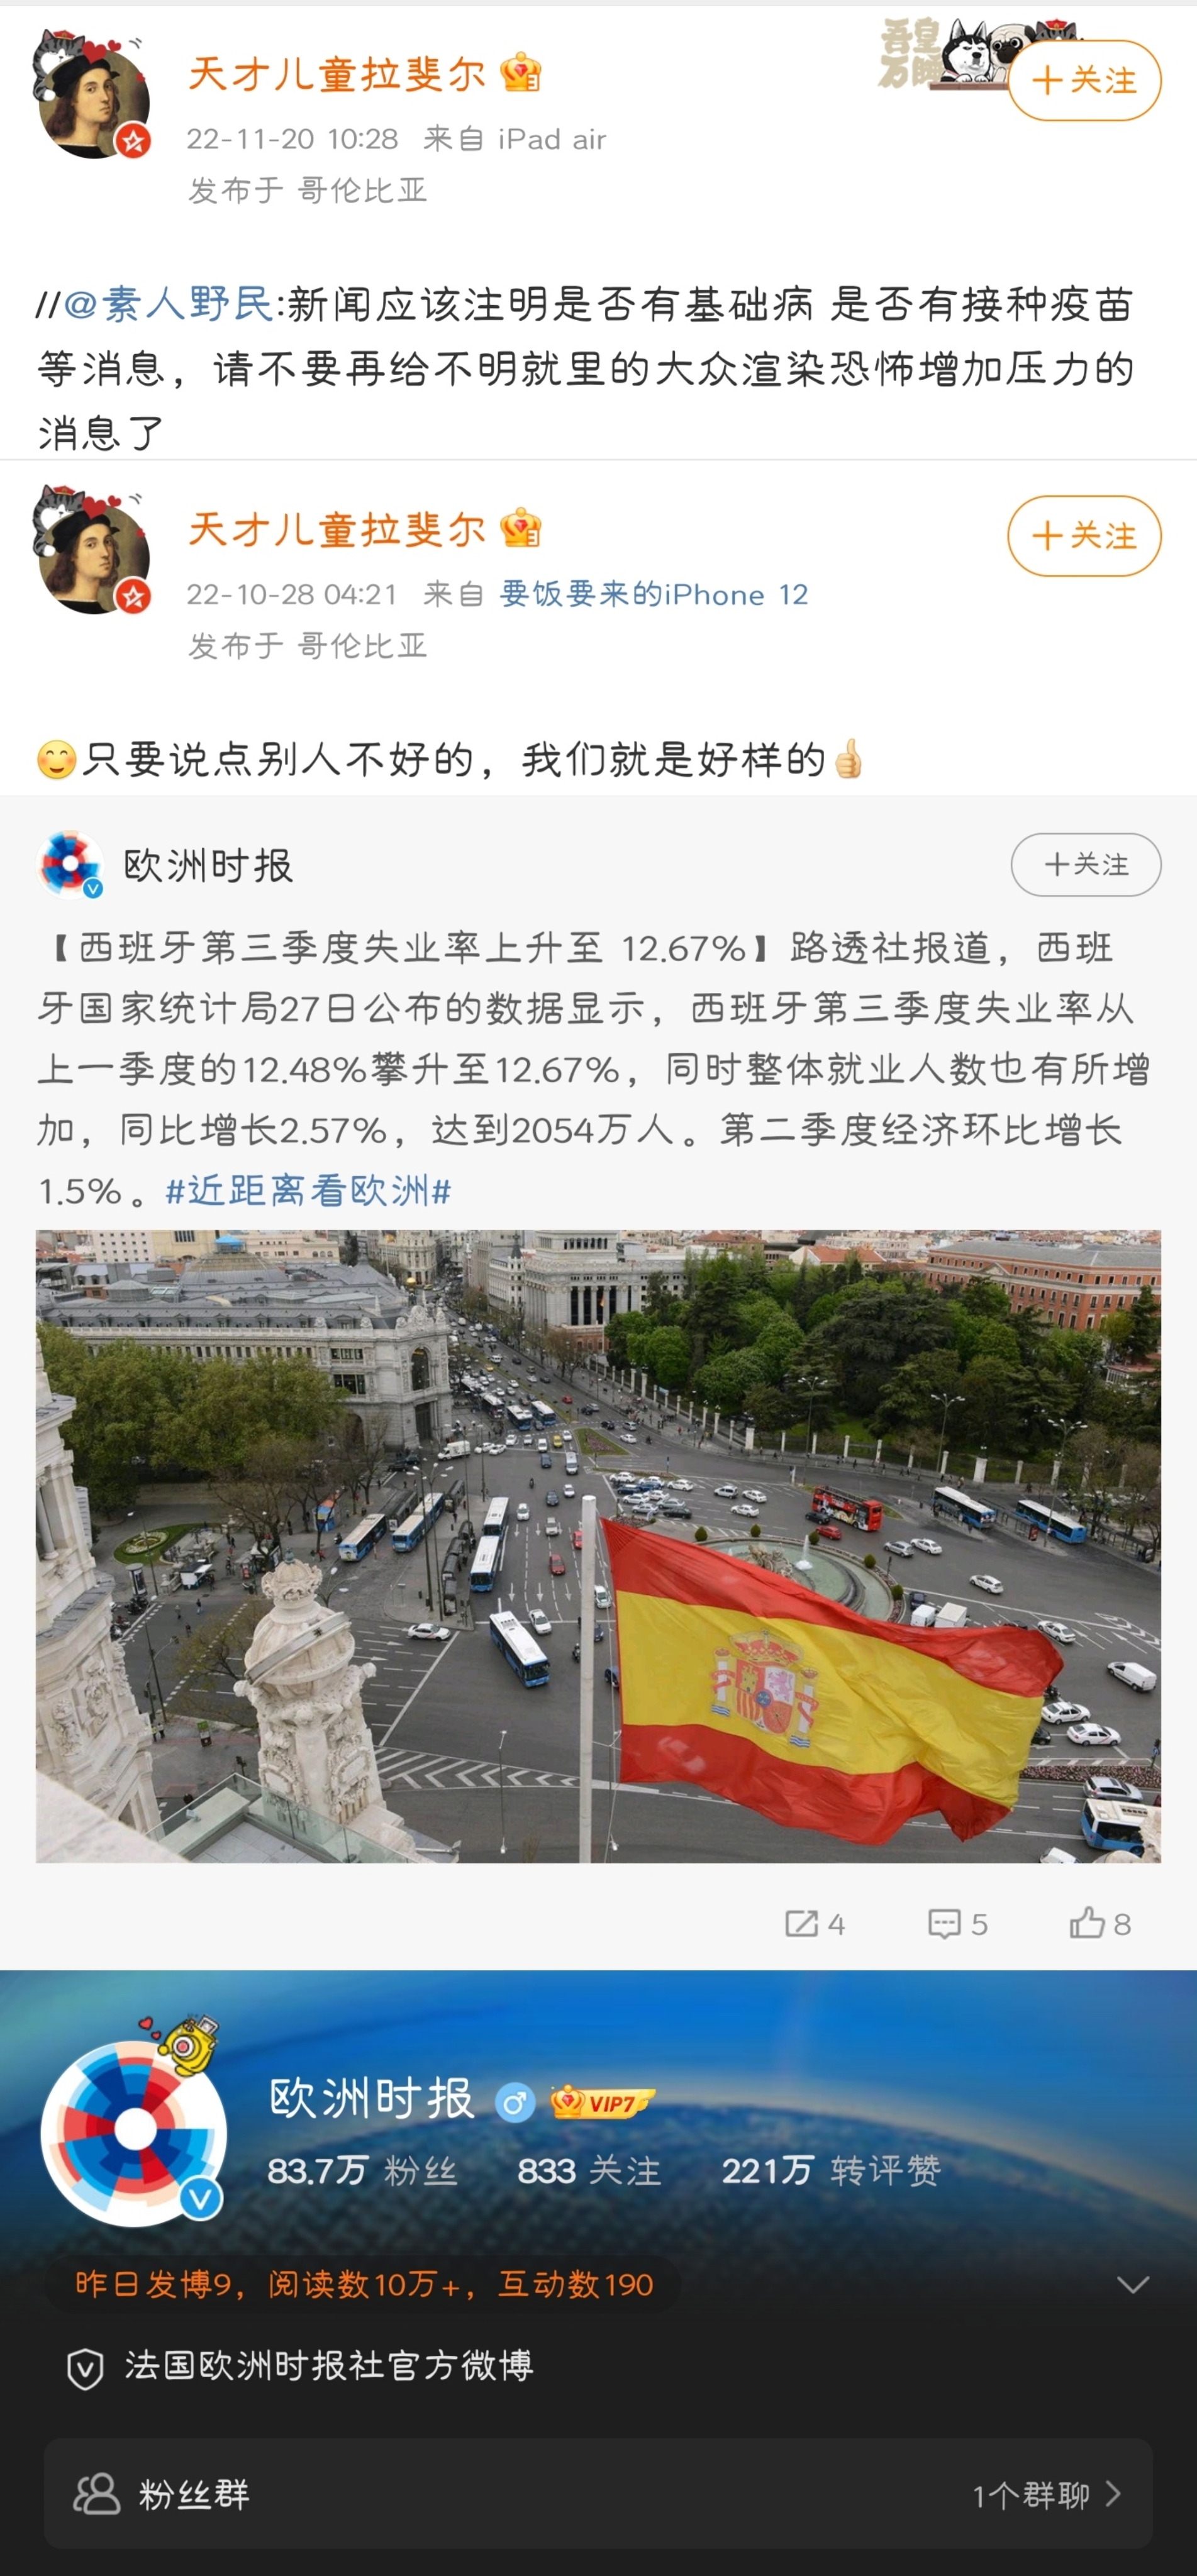 吾皇
万睡
天才儿童拉斐尔
+关注
22-11-20 10:28 来自 iPad air
发布于 哥伦比亚
//@素人野民:新闻应该注明是否有基础病 是否有接种疫苗
等消息，请不要再给不明就里的大众渲染恐怖增加压力的
消息了
天才儿童拉斐尔
+关注
22-10-28 04:21 来自 要饭要来的iPhone 12
发布于 哥伦比亚
😊只要说点别人不好的，我们就是好样的👍
欧洲时报
+关注
【西班牙第三季度失业率上升至 12.67%】路透社报道，西班
牙国家统计局27日公布的数据显示，西班牙第三季度失业率从
上一季度的12.48%攀升至12.67%，同时整体就业人数也有所增
加，同比增长2.57%，达到2054万人。第二季度经济环比增长
1.5%。#近距离看欧洲#
4 5 8
欧洲时报 VIP7
83.7万 粉丝 833 关注 221万 转评赞
昨日发博9，阅读数10万+，互动数190
法国欧洲时报社官方微博
粉丝群 1个群聊